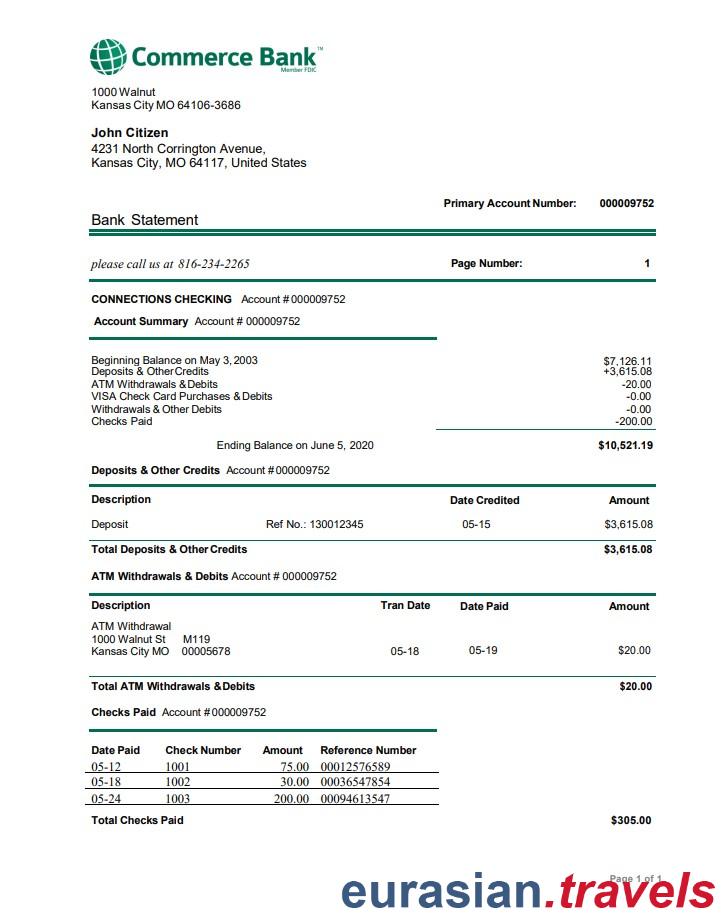 Commerce Bank™
Member FDIC
1000 Walnut
Kansas City MO 64106-3686
John Citizen
4231 North Corrington Avenue,
Kansas City, MO 64117, United States
Primary Account Number: 000009752
Bank Statement
please call us at 816-234-2265 Page Number: 1
CONNECTIONS CHECKING Account # 000009752
Account Summary Account # 000009752
Beginning Balance on May 3, 2003 $7,126.11
Deposits & Other Credits +3,615.08
ATM Withdrawals & Debits -20.00
VISA Check Card Purchases & Debits -0.00
Withdrawals & Other Debits -0.00
Checks Paid -200.00
Ending Balance on June 5, 2020 $10,521.19
Deposits & Other Credits Account # 000009752
Description Date Credited Amount
Deposit Ref No.: 130012345 05-15 $3,615.08
Total Deposits & Other Credits $3,615.08
ATM Withdrawals & Debits Account # 000009752
Description Tran Date Date Paid Amount
ATM Withdrawal
1000 Walnut St M119
Kansas City MO 00005678 05-18 05-19 $20.00
Total ATM Withdrawals & Debits $20.00
Checks Paid Account # 000009752
Date Paid Check Number Amount Reference Number
05-12 1001 75.00 00012576589
05-18 1002 30.00 00036547854
05-24 1003 200.00 00094613547
Total Checks Paid $305.00
Page 1 of 1
eurasian.travels